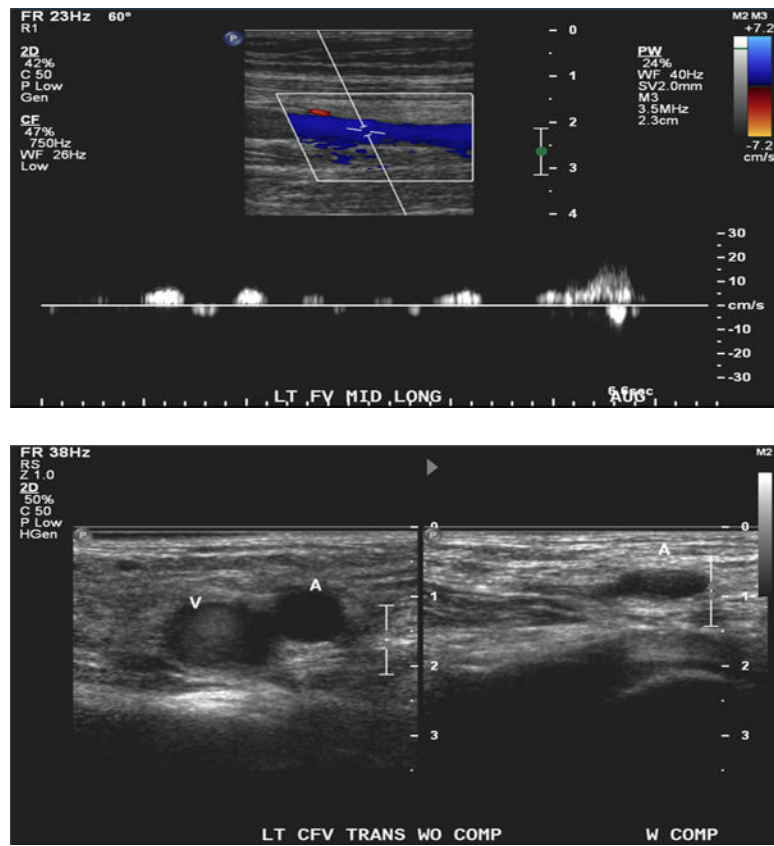 FR 23Hz 60°
R1
2D
42%
C 50
P Low
Gen
CF
47%
750Hz
WF 26Hz
Low
P
0
1
2
3
4
PW
24%
WF 40Hz
SV2.0mm
M3
3.5MHz
2.3cm
M2 M3
+7.2
-7.2
cm/s
30
20
10
cm/s
-10
-20
-30
6.6sec
LT FV MID LONG AUG
FR 38Hz
RS
Z 1.0
2D
50%
C 50
P Low
HGen
M2
P
V
A
0
1
2
3
P
A
0
1
2
3
LT CFV TRANS WO COMP W COMP